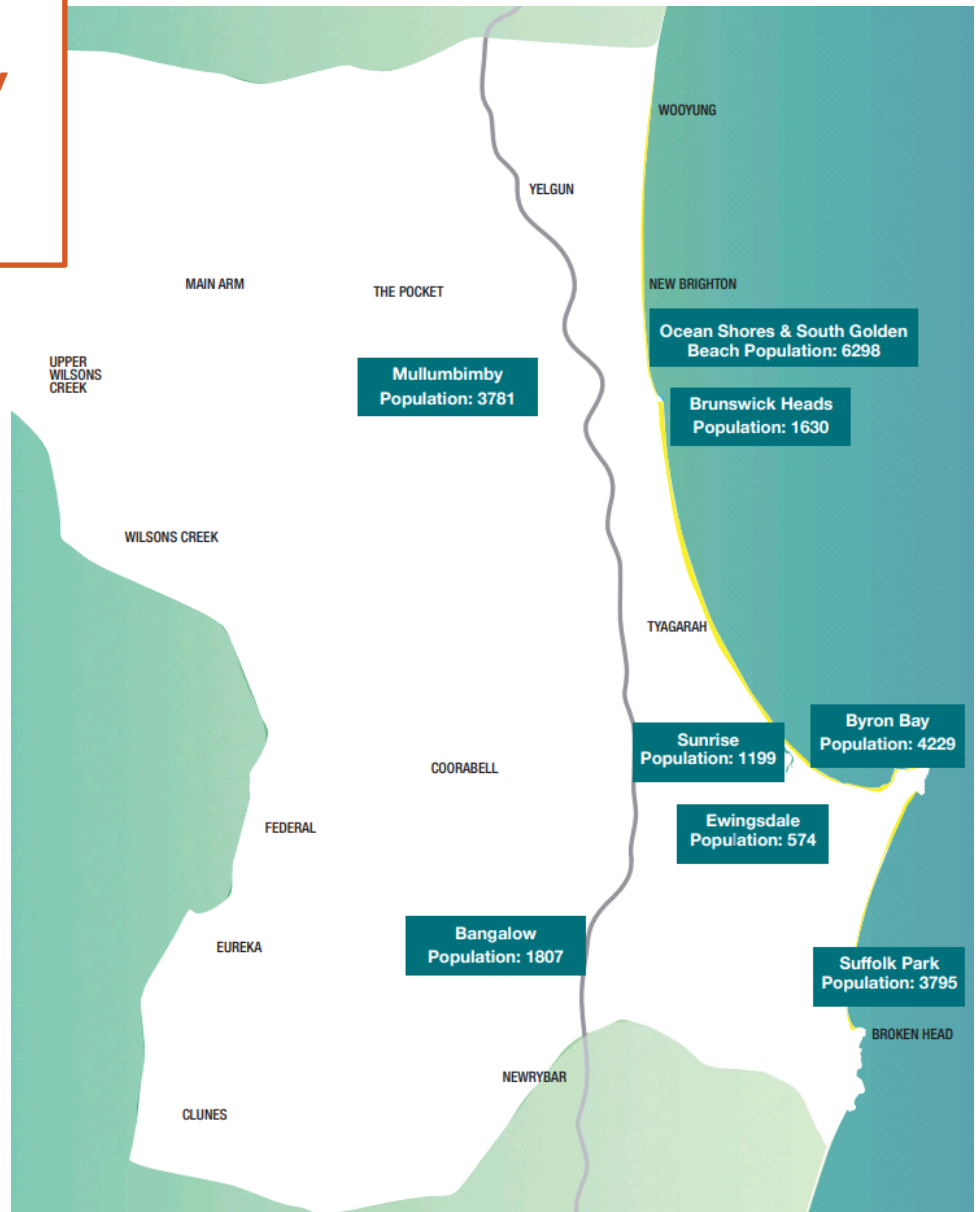 WOOYUNG
YELGUN
MAIN ARM
THE POCKET
NEW BRIGHTON
Ocean Shores & South Golden
Beach Population: 6298
UPPER
WILSONS
CREEK
Mullumbimby
Population: 3781
Brunswick Heads
Population: 1630
WILSONS CREEK
TYAGARAH
Byron Bay
Population: 4229
Sunrise
Population: 1199
COORABELL
Ewingsdale
Population: 574
FEDERAL
Bangalow
Population: 1807
EUREKA
Suffolk Park
Population: 3795
BROKEN HEAD
NEWRYBAR
CLUNES